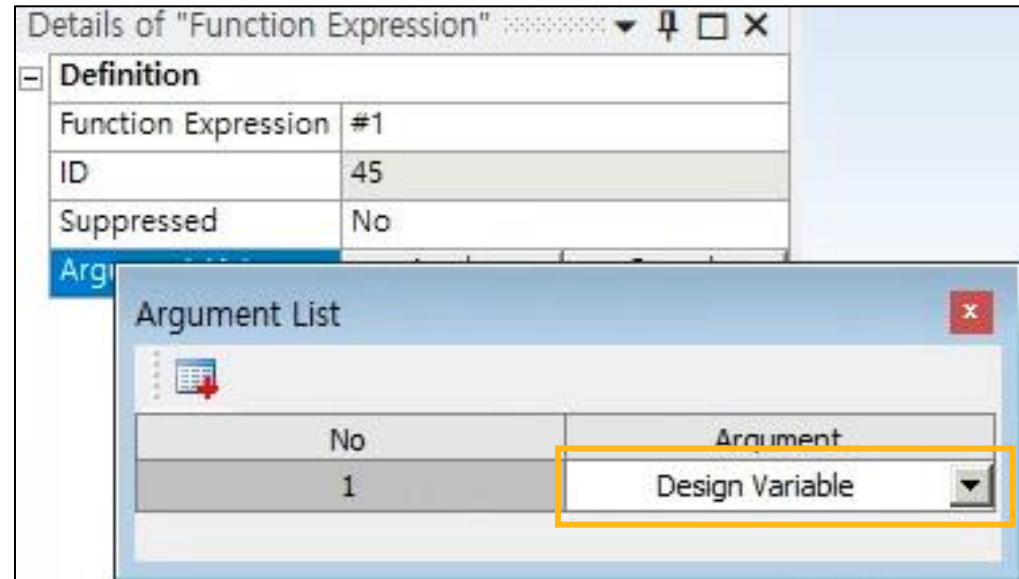 Details of "Function Expression"
Definition
Function Expression #1
ID 45
Suppressed No
Argument List
No Argument
1 Design Variable